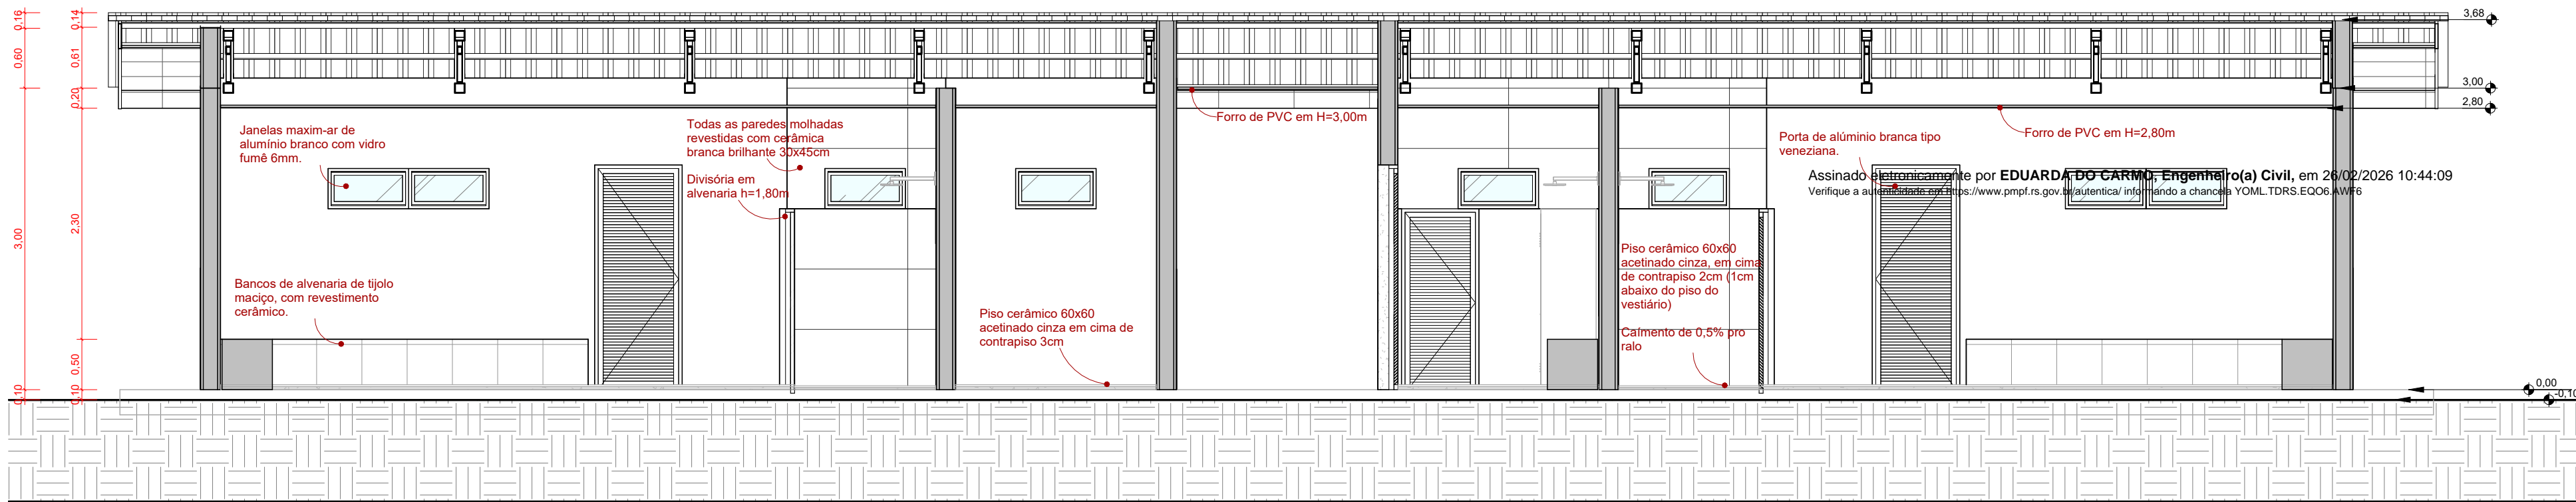 0,16
0,60
3,00
0,10
0,14
0,61
0,20
2,30
0,50
0,10
Janelas maxim-ar de
alumínio branco com vidro
fumê 6mm.
Bancos de alvenaria de tijolo
maciço, com revestimento
cerâmico.
Todas as paredes molhadas
revestidas com cerâmica
branca brilhante 30x45cm
Divisória em
alvenaria h=1,80m
Piso cerâmico 60x60
acetinado cinza em cima de
contrapiso 3cm
Forro de PVC em H=3,00m
Piso cerâmico 60x60
acetinado cinza, em cima
de contrapiso 2cm (1cm
abaixo do piso do
vestiário)
Caímento de 0,5% pro
ralo
Porta de alúminio branca tipo
veneziana.
Forro de PVC em H=2,80m
Assinado eletronicamente por EDUARDA DO CARMO, Engenheiro(a) Civil, em 26/02/2026 10:44:09
Verifique a autenticidade em https://www.pmpf.rs.gov.br/autentica/ informando a chancela YOML.TDRS.EQO6.AWF6
3,68
3,00
2,80
0,00
-0,10